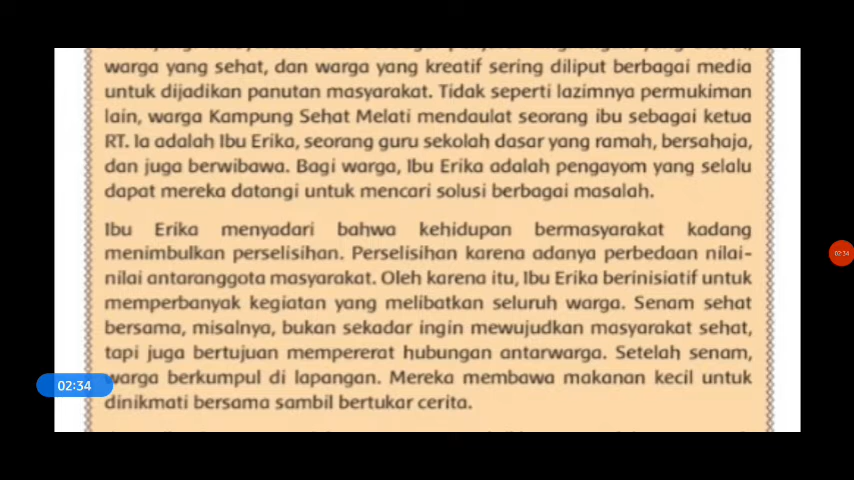 warga yang sehat, dan warga yang kreatif sering diliput berbagai media
untuk dijadikan panutan masyarakat. Tidak seperti lazimnya permukiman
lain, warga Kampung Sehat Melati mendaulat seorang ibu sebagai ketua
RT. Ia adalah Ibu Erika, seorang guru sekolah dasar yang ramah, bersahaja,
dan juga berwibawa. Bagi warga, Ibu Erika adalah pengayom yang selalu
dapat mereka datangi untuk mencari solusi berbagai masalah.
Ibu Erika menyadari bahwa kehidupan bermasyarakat kadang
menimbulkan perselisihan. Perselisihan karena adanya perbedaan nilai-
nilai antaranggota masyarakat. Oleh karena itu, Ibu Erika berinisiatif untuk
memperbanyak kegiatan yang melibatkan seluruh warga. Senam sehat
bersama, misalnya, bukan sekadar ingin mewujudkan masyarakat sehat,
tapi juga bertujuan mempererat hubungan antarwarga. Setelah senam,
warga berkumpul di lapangan. Mereka membawa makanan kecil untuk
dinikmati bersama sambil bertukar cerita.
02:34
02:34